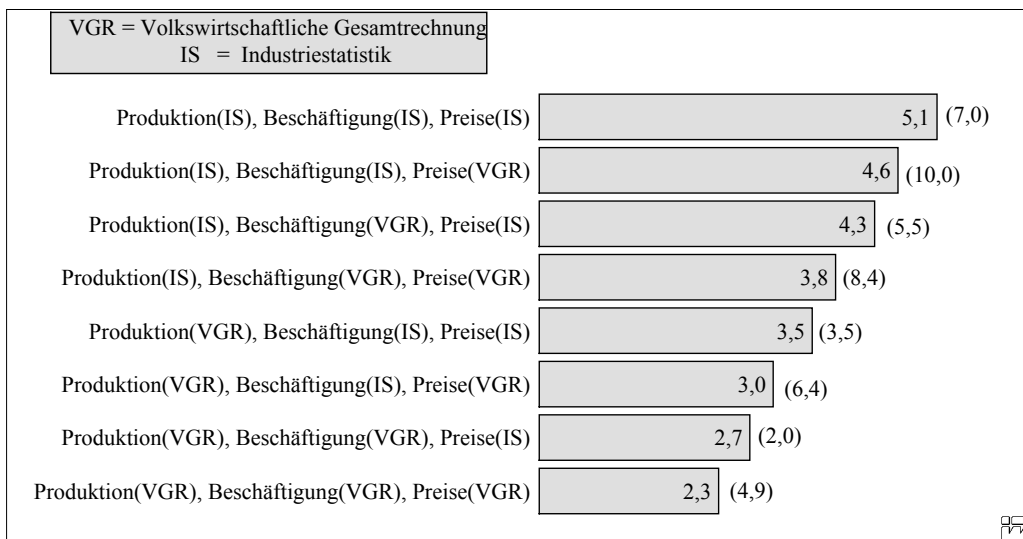 VGR = Volkswirtschaftliche Gesamtrechnung
IS = Industriestatistik
Produktion(IS), Beschäftigung(IS), Preise(IS) 5,1 (7,0)
Produktion(IS), Beschäftigung(IS), Preise(VGR) 4,6 (10,0)
Produktion(IS), Beschäftigung(VGR), Preise(IS) 4,3 (5,5)
Produktion(IS), Beschäftigung(VGR), Preise(VGR) 3,8 (8,4)
Produktion(VGR), Beschäftigung(IS), Preise(IS) 3,5 (3,5)
Produktion(VGR), Beschäftigung(IS), Preise(VGR) 3,0 (6,4)
Produktion(VGR), Beschäftigung(VGR), Preise(IS) 2,7 (2,0)
Produktion(VGR), Beschäftigung(VGR), Preise(VGR) 2,3 (4,9)